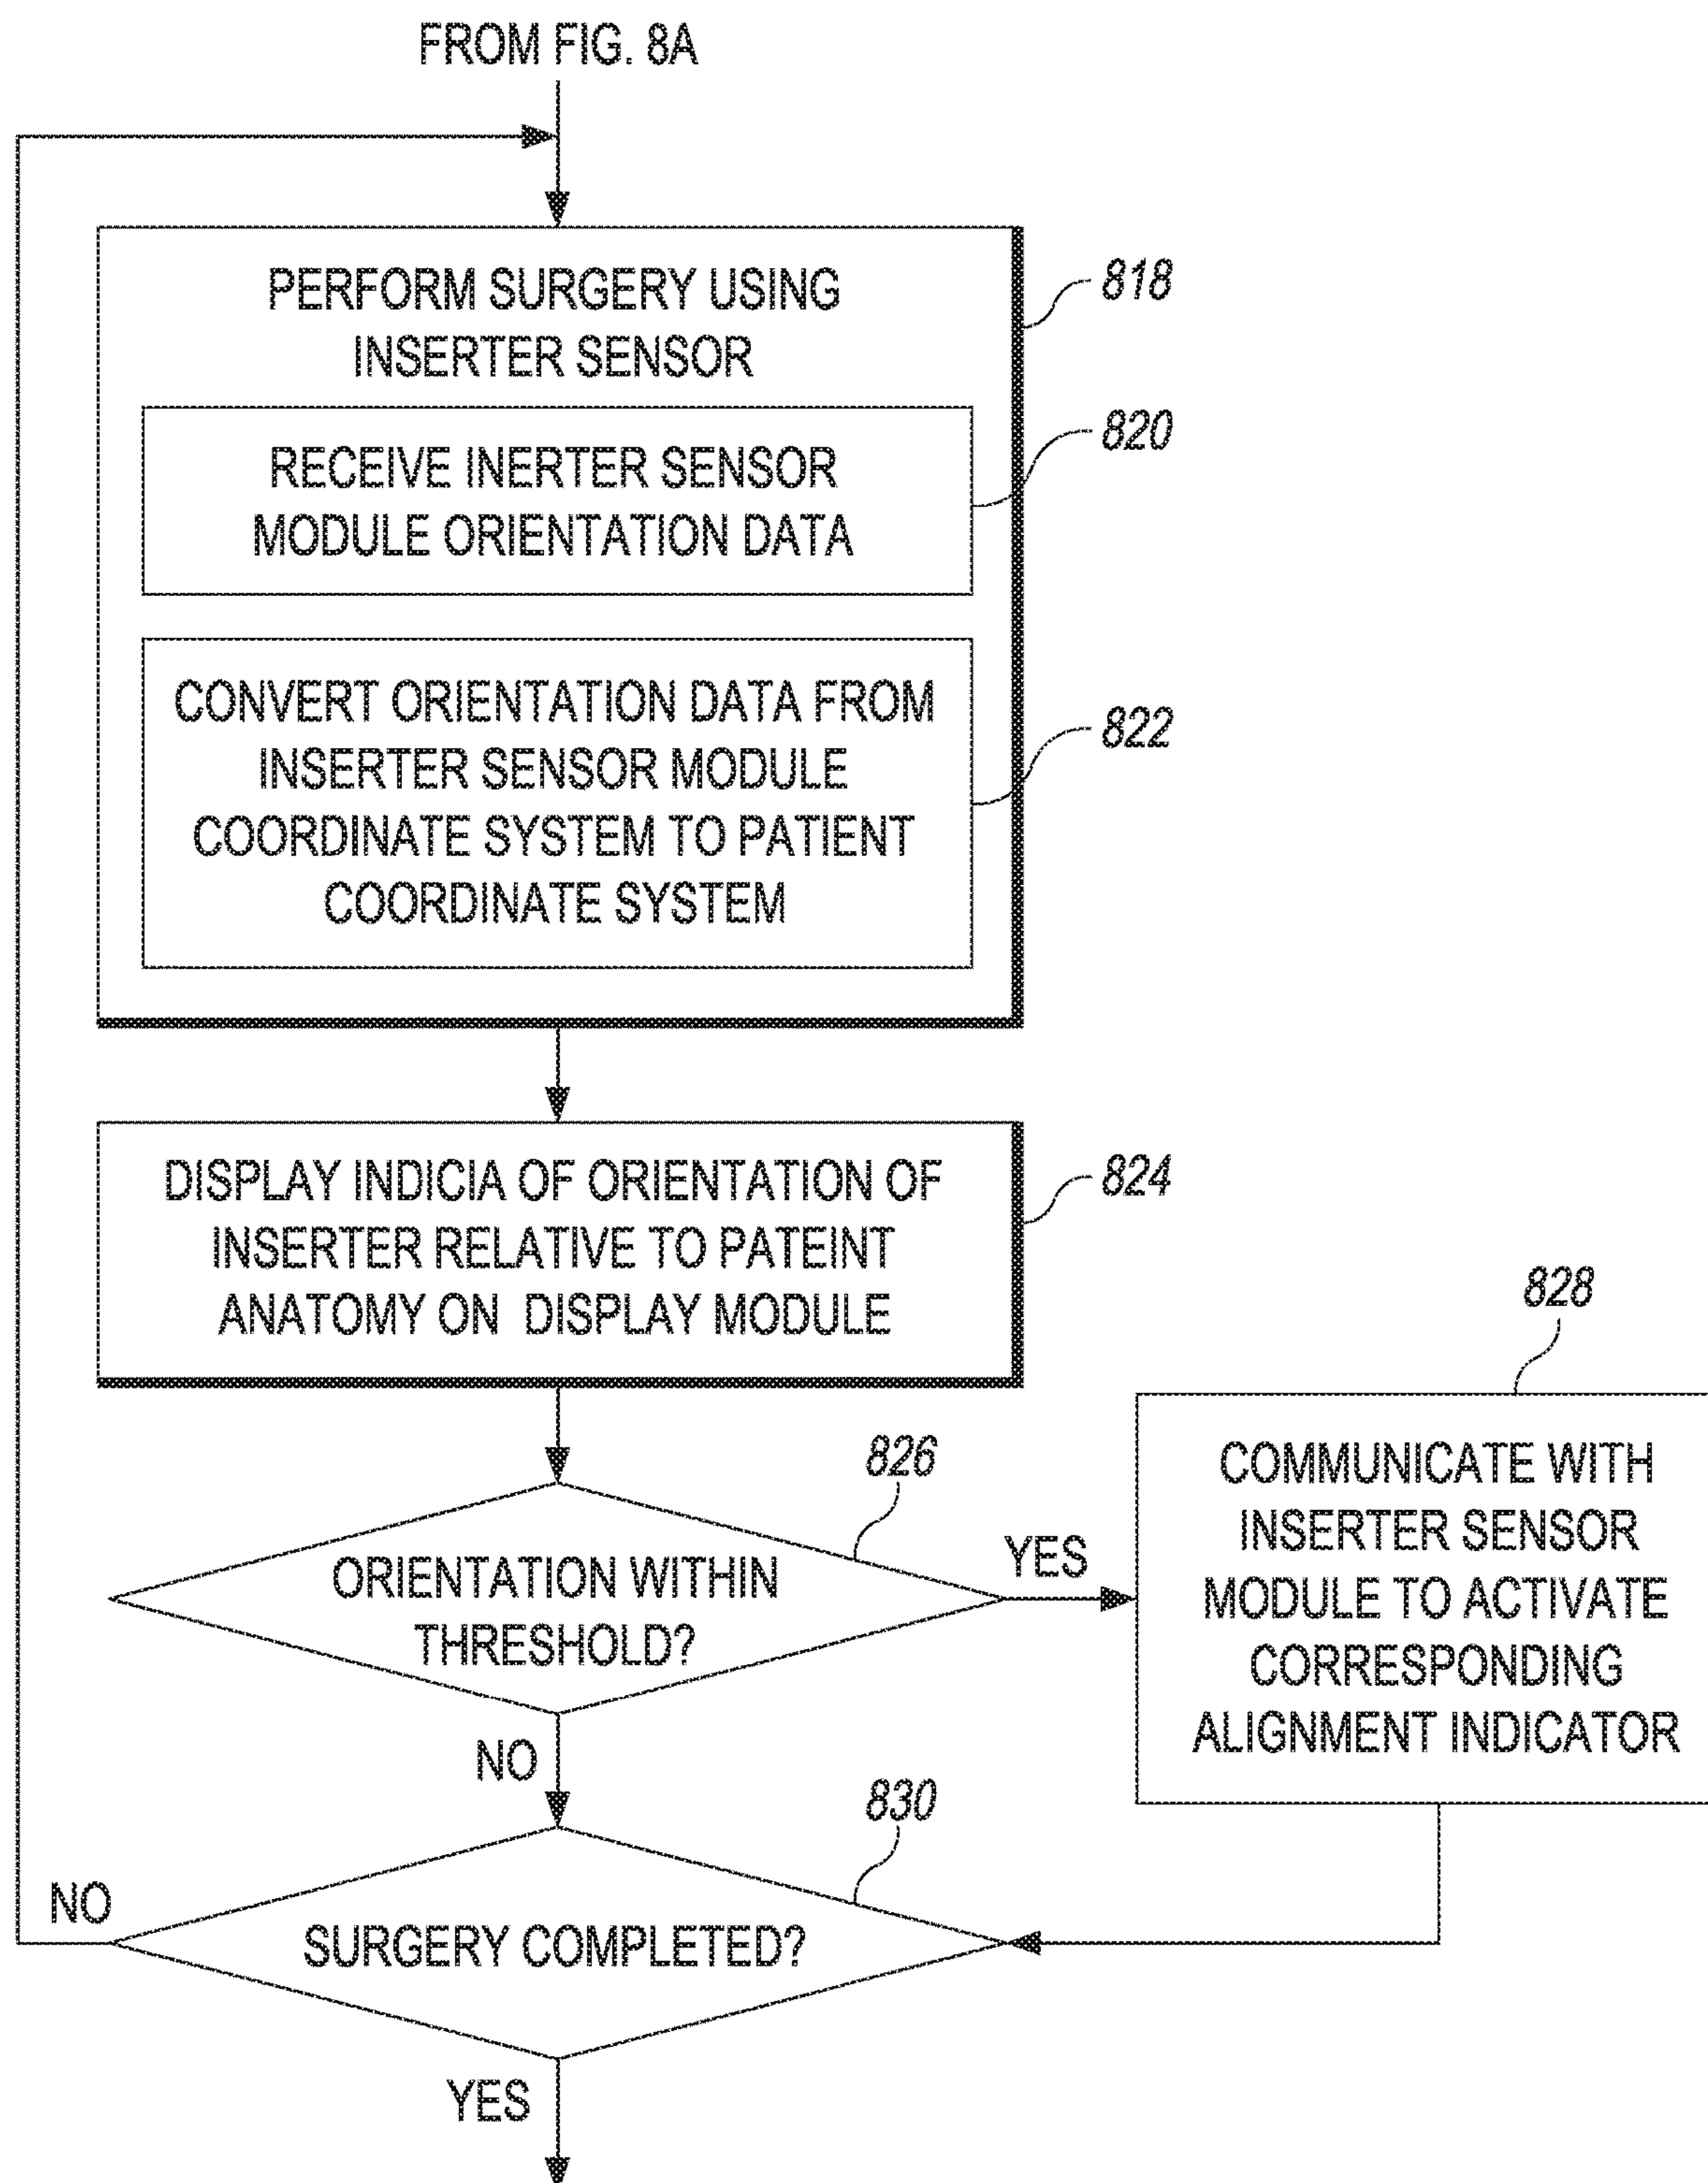 FROM FIG. 8A
PERFORM SURGERY USING
INSERTER SENSOR
818
RECEIVE INERTER SENSOR
MODULE ORIENTATION DATA
820
CONVERT ORIENTATION DATA FROM
INSERTER SENSOR MODULE
COORDINATE SYSTEM TO PATIENT
COORDINATE SYSTEM
822
DISPLAY INDICIA OF ORIENTATION OF
INSERTER RELATIVE TO PATEINT
ANATOMY ON DISPLAY MODULE
824
ORIENTATION WITHIN
THRESHOLD?
826
YES
828
COMMUNICATE WITH
INSERTER SENSOR
MODULE TO ACTIVATE
CORRESPONDING
ALIGNMENT INDICATOR
NO
830
SURGERY COMPLETED?
NO
YES